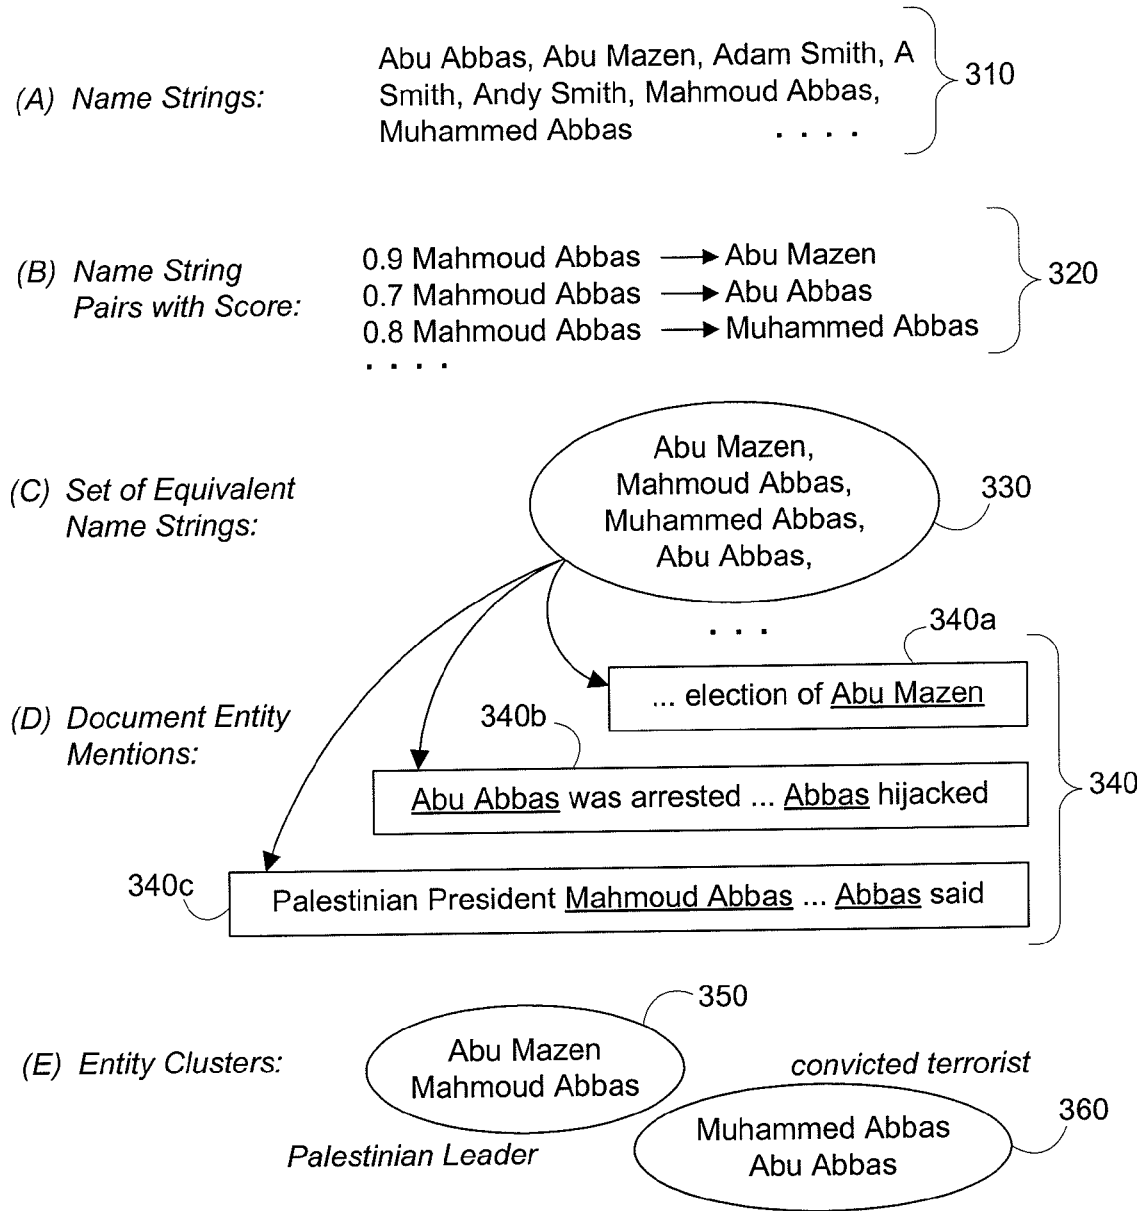 Abu Abbas, Abu Mazen, Adam Smith, A
(A) Name Strings:
Smith, Andy Smith, Mahmoud Abbas,
310
Muhammed Abbas . . . .
(B) Name String
Pairs with Score:
0.9 Mahmoud Abbas → Abu Mazen
0.7 Mahmoud Abbas → Abu Abbas
0.8 Mahmoud Abbas → Muhammed Abbas
. . . .
320
(C) Set of Equivalent
Name Strings:
Abu Mazen,
Mahmoud Abbas,
Muhammed Abbas,
Abu Abbas,
. . .
330
(D) Document Entity
Mentions:
340a
... election of Abu Mazen
340b
Abu Abbas was arrested ... Abbas hijacked
340
340c
Palestinian President Mahmoud Abbas ... Abbas said
(E) Entity Clusters:
350
Abu Mazen
Mahmoud Abbas
Palestinian Leader
convicted terrorist
360
Muhammed Abbas
Abu Abbas